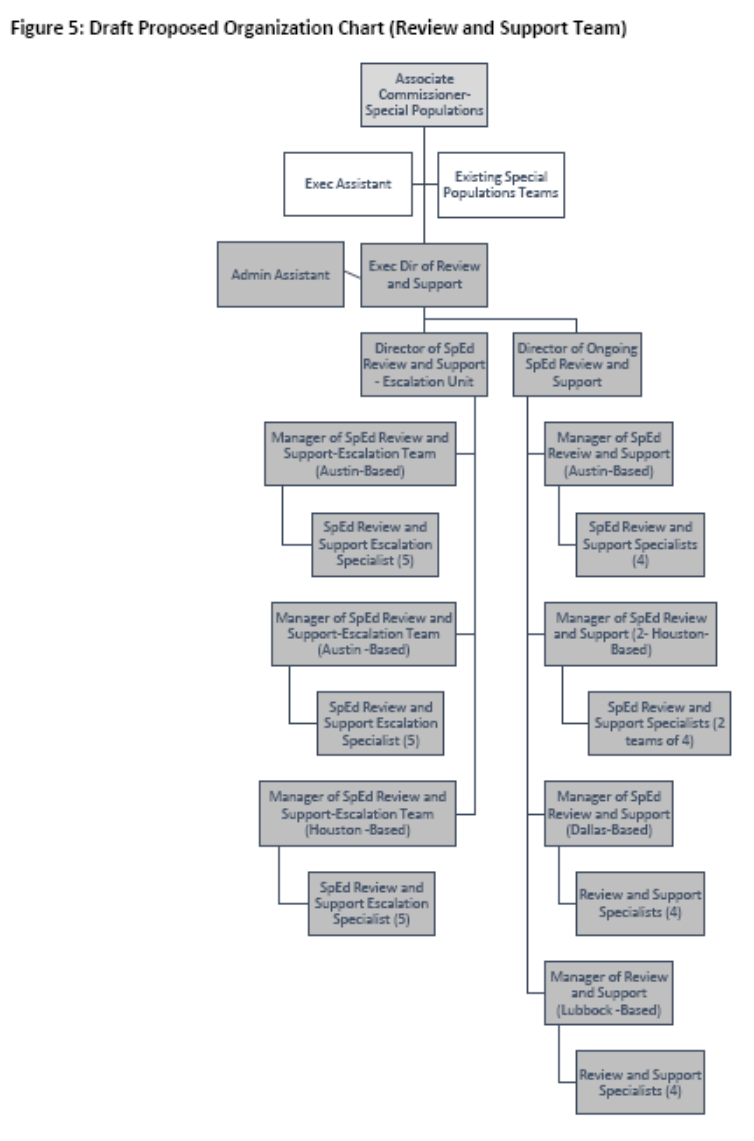 Figure 5: Draft Proposed Organization Chart (Review and Support Team)
Associate
Commissioner-
Special Populations
Exec Assistant
Existing Special
Populations Teams
Admin Assistant
Exec Dir of Review
and Support
Director of SpEd
Review and Support
- Escalation Unit
Director of Ongoing
SpEd Review and
Support
Manager of SpEd Review and
Support-Escalation Team
(Austin-Based)
SpEd Review and
Support Escalation
Specialist (5)
Manager of SpEd Review and
Support-Escalation Team
(Austin -Based)
SpEd Review and
Support Escalation
Specialist (5)
Manager of SpEd Review and
Support-Escalation Team
(Houston -Based)
SpEd Review and
Support Escalation
Specialist (5)
Manager of SpEd
Reveiw and Support
(Austin-Based)
SpEd Review and
Support Specialists
(4)
Manager of SpEd Review
and Support (2- Houston-
Based)
SpEd Review and
Support Specialists (2
teams of 4)
Manager of SpEd
Review and Support
(Dallas-Based)
Review and Support
Specialists (4)
Manager of Review
and Support
(Lubbock -Based)
Review and Support
Specialists (4)